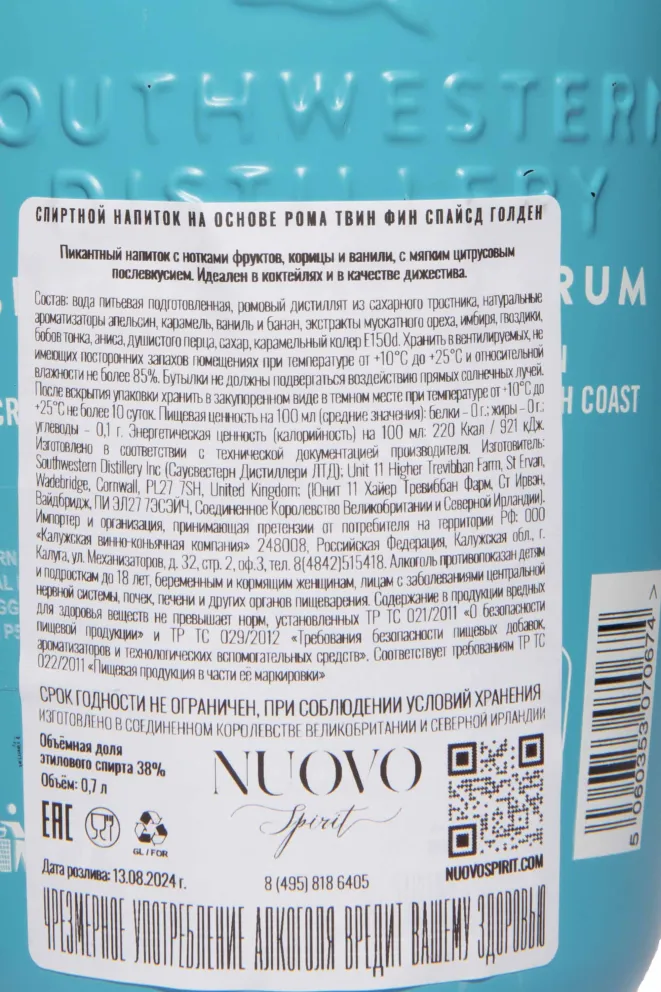 OUTHWESTERN
DISTILLERY
СПИРТНОЙ НАПИТОК НА ОСНОВЕ РОМА ТВИН ФИН СПАЙСД ГОЛДЕН
Пикантный напиток с нотками фруктов, корицы и ванили, с мягким цитрусовым
послевкусием. Идеален в коктейлях и в качестве дижестива.
RUM
Состав: вода питьевая подготовленная, ромовый дистиллят из сахарного тростника, натуральные
ароматизаторы апельсин, карамель, ваниль и банан, экстракты мускатного ореха, имбиря, гвоздики,
бобов тонка, аниса, душистого перца, сахар, карамельный колер Е150d. Хранить в вентилируемых, не
имеющих посторонних запахов помещениях при температуре от +10°С до +25°С и относительной
влажности не более 85%. Бутылки не должны подвергаться воздействию прямых солнечных лучей.
После вскрытия упаковки хранить в закупоренном виде в темном месте при температуре от +10°С до
+25°С не более 10 суток. Пищевая ценность на 100 мл (средние значения): белки – 0 г.; жиры – 0 г.;
углеводы – 0,1 г. Энергетическая ценность (калорийность) на 100 мл: 220 Ккал / 921 кДж.
H COAST
Изготовлено в соответствии с технической документацией производителя. Изготовитель:
Southwestern Distillery Inc (Саусвестерн Дистиллери ЛТД); Unit 11 Higher Trevibban Farm, St Ervan,
Wadebridge, Cornwall, PL27 7SH, United Kingdom; (Юнит 11 Хайер Тревиббан Фарм, Ст Ирвэн,
Вайдбридж, ПИ ЭЛ27 7ЭСЭЙЧ, Соединенное Королевство Великобритании и Северной Ирландии).
Импортер и организация, принимающая претензии от потребителя на территории РФ: ООО
«Калужская винно-коньячная компания» 248008, Российская Федерация, Калужская обл., г.
Калуга, ул. Механизаторов, д. 32, стр. 2, оф.3, тел. 8(4842)515418. Алкоголь противопоказан детям
и подросткам до 18 лет, беременным и кормящим женщинам, лицам с заболеваниями центральной
нервной системы, почек, печени и других органов пищеварения. Содержание в продукции вредных
для здоровья веществ не превышает норм, установленных ТР ТС 021/2011 «О безопасности
пищевой продукции» и ТР ТС 029/2012 «Требования безопасности пищевых добавок,
ароматизаторов и технологических вспомогательных средств». Соответствует требованиям ТР ТС
022/2011 «Пищевая продукция в части её маркировки»
СРОК ГОДНОСТИ НЕ ОГРАНИЧЕН, ПРИ СОБЛЮДЕНИИ УСЛОВИЙ ХРАНЕНИЯ
ИЗГОТОВЛЕНО В СОЕДИНЕННОМ КОРОЛЕВСТВЕ ВЕЛИКОБРИТАНИИ И СЕВЕРНОЙ ИРЛАНДИИ
Объёмная доля
этилового спирта 38%
Объём: 0,7 л
NUOVO
Spirit
EAC
GL / FOR
NUOVOSPIRIT.COM
Дата розлива: 13.08.2024 г.
8 (495) 818 6405
ЧРЕЗМЕРНОЕ УПОТРЕБЛЕНИЕ АЛКОГОЛЯ ВРЕДИТ ВАШЕМУ ЗДОРОВЬЮ
5 060353 070674 >